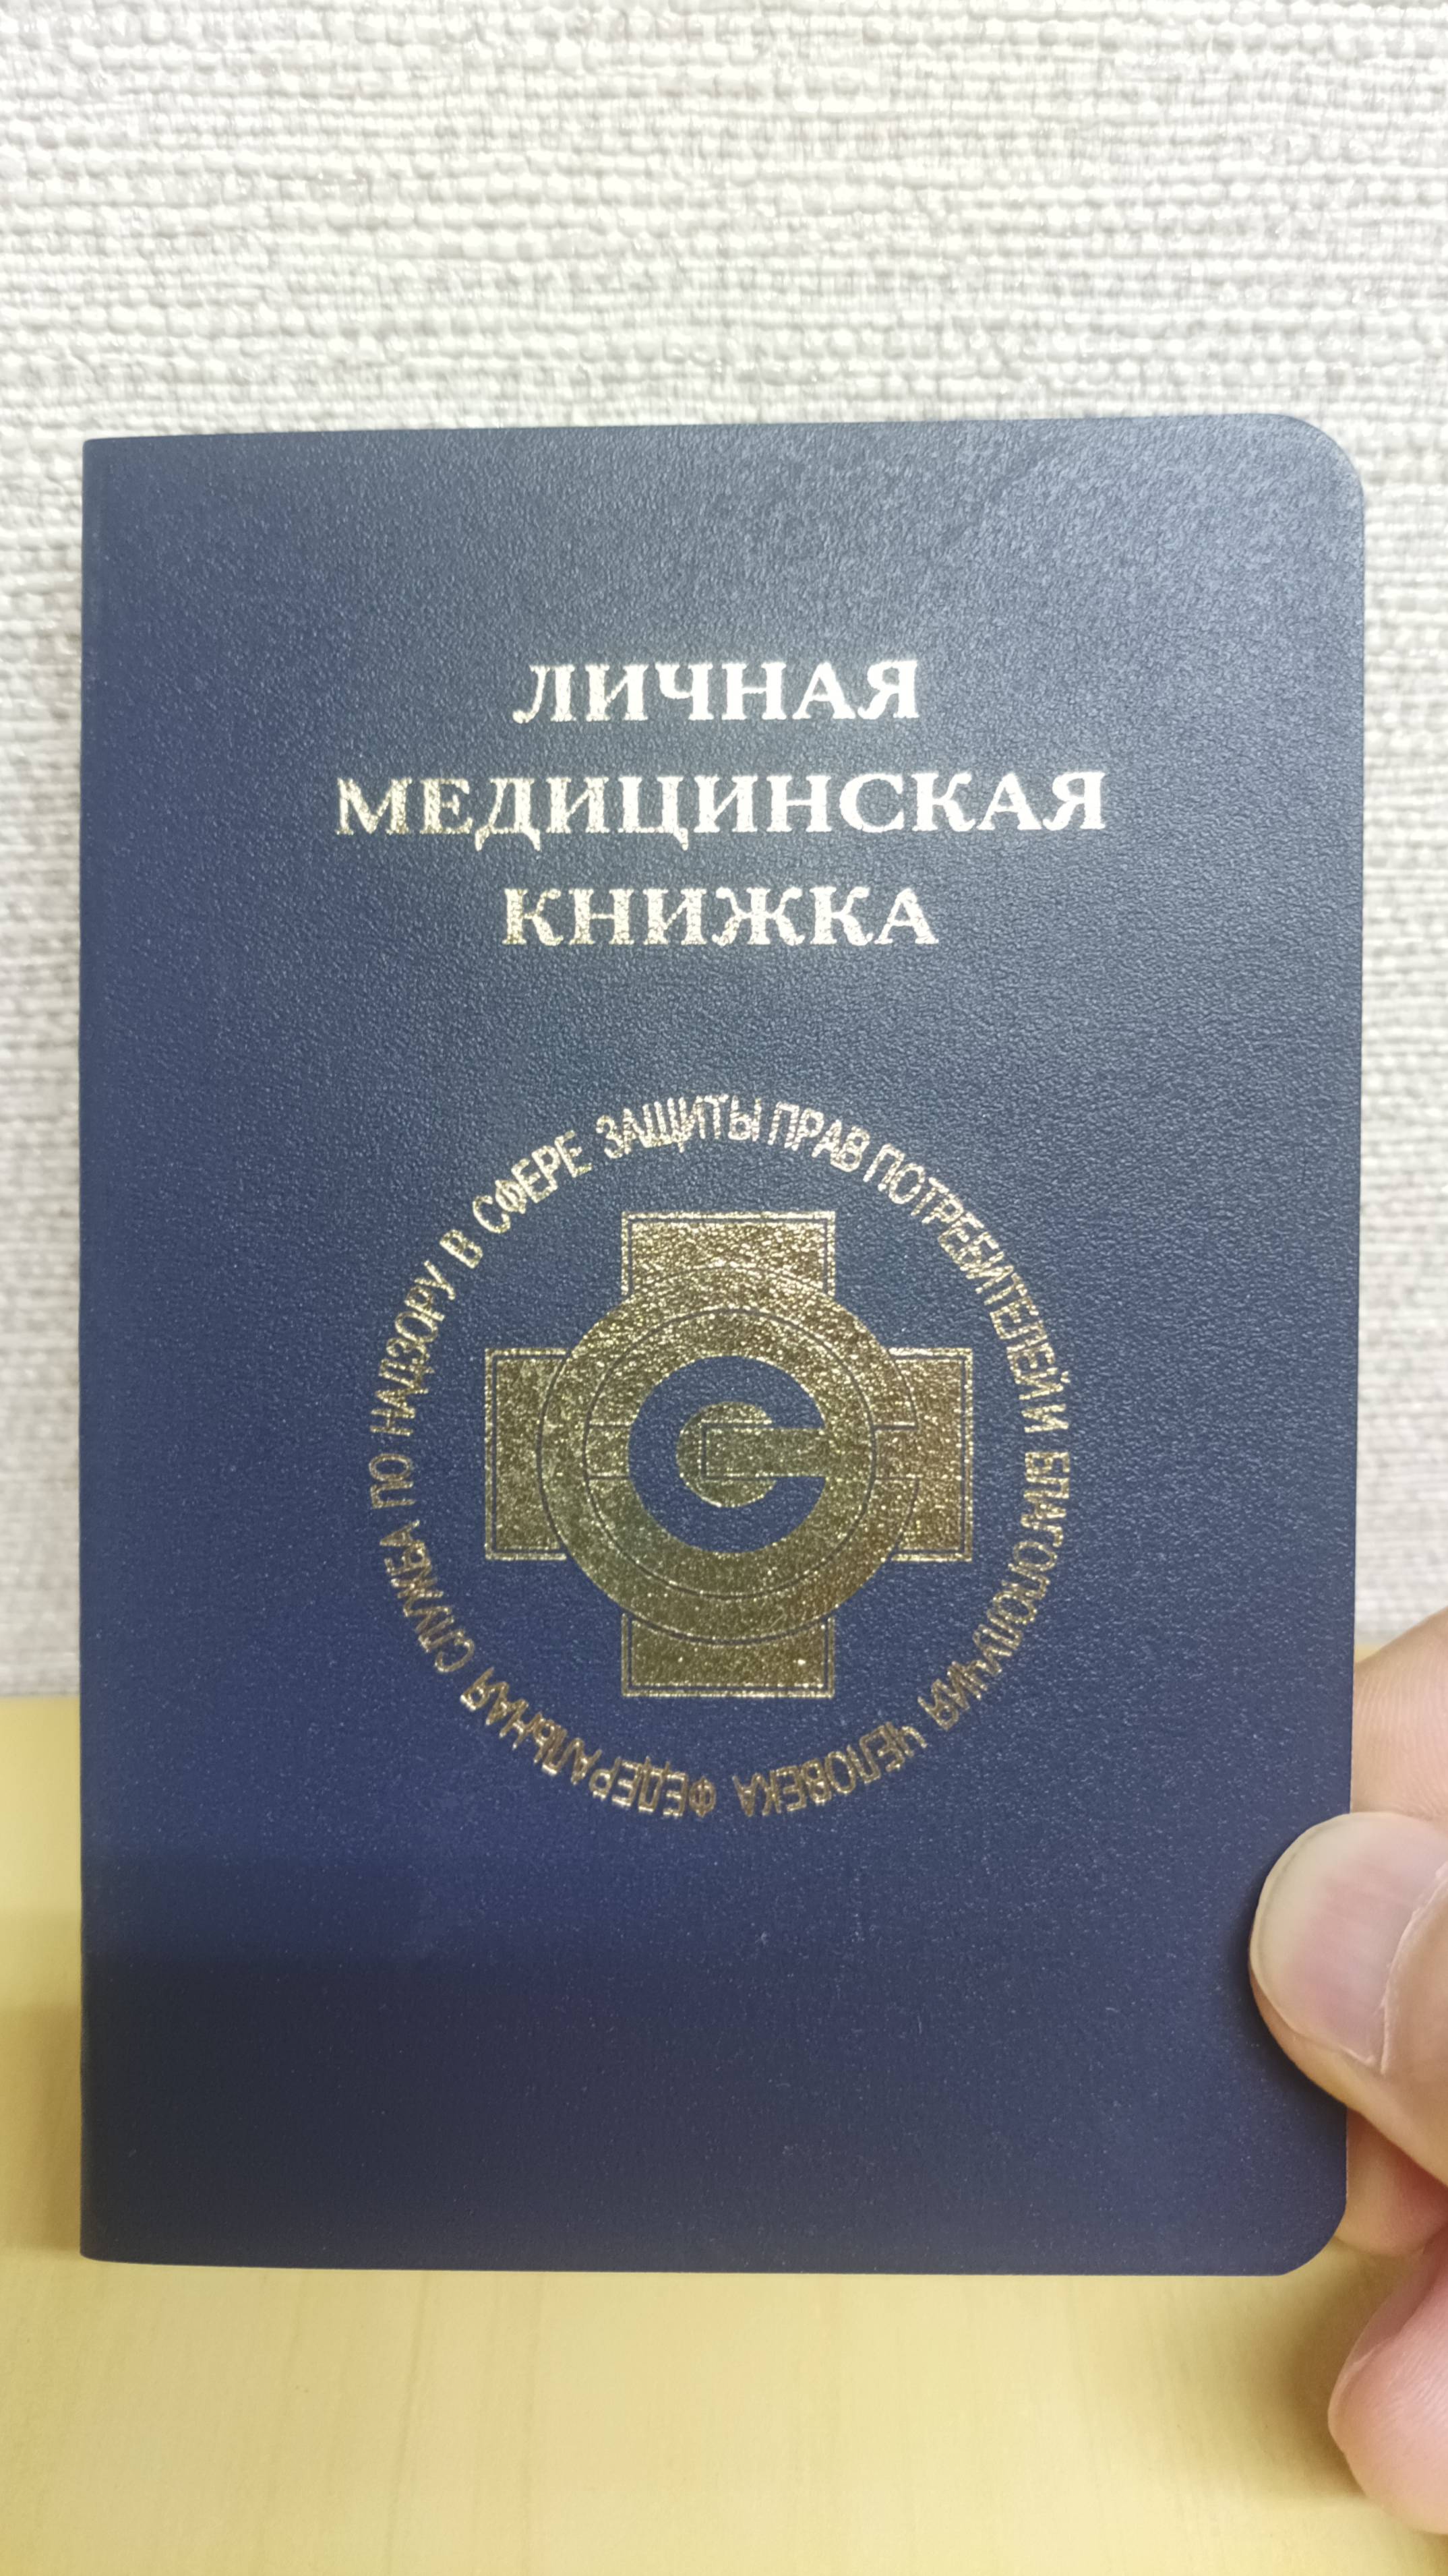 ЛИЧНАЯ
МЕДИЦИНСКАЯ
КНИЖКА
ФЕДЕРАЛЬНАЯ СЛУЖБА ПО НАДЗОРУ В СФЕРЕ ЗАЩИТЫ ПРАВ ПОТРЕБИТЕЛЕЙ И БЛАГОПОЛУЧИЯ ЧЕЛОВЕКА